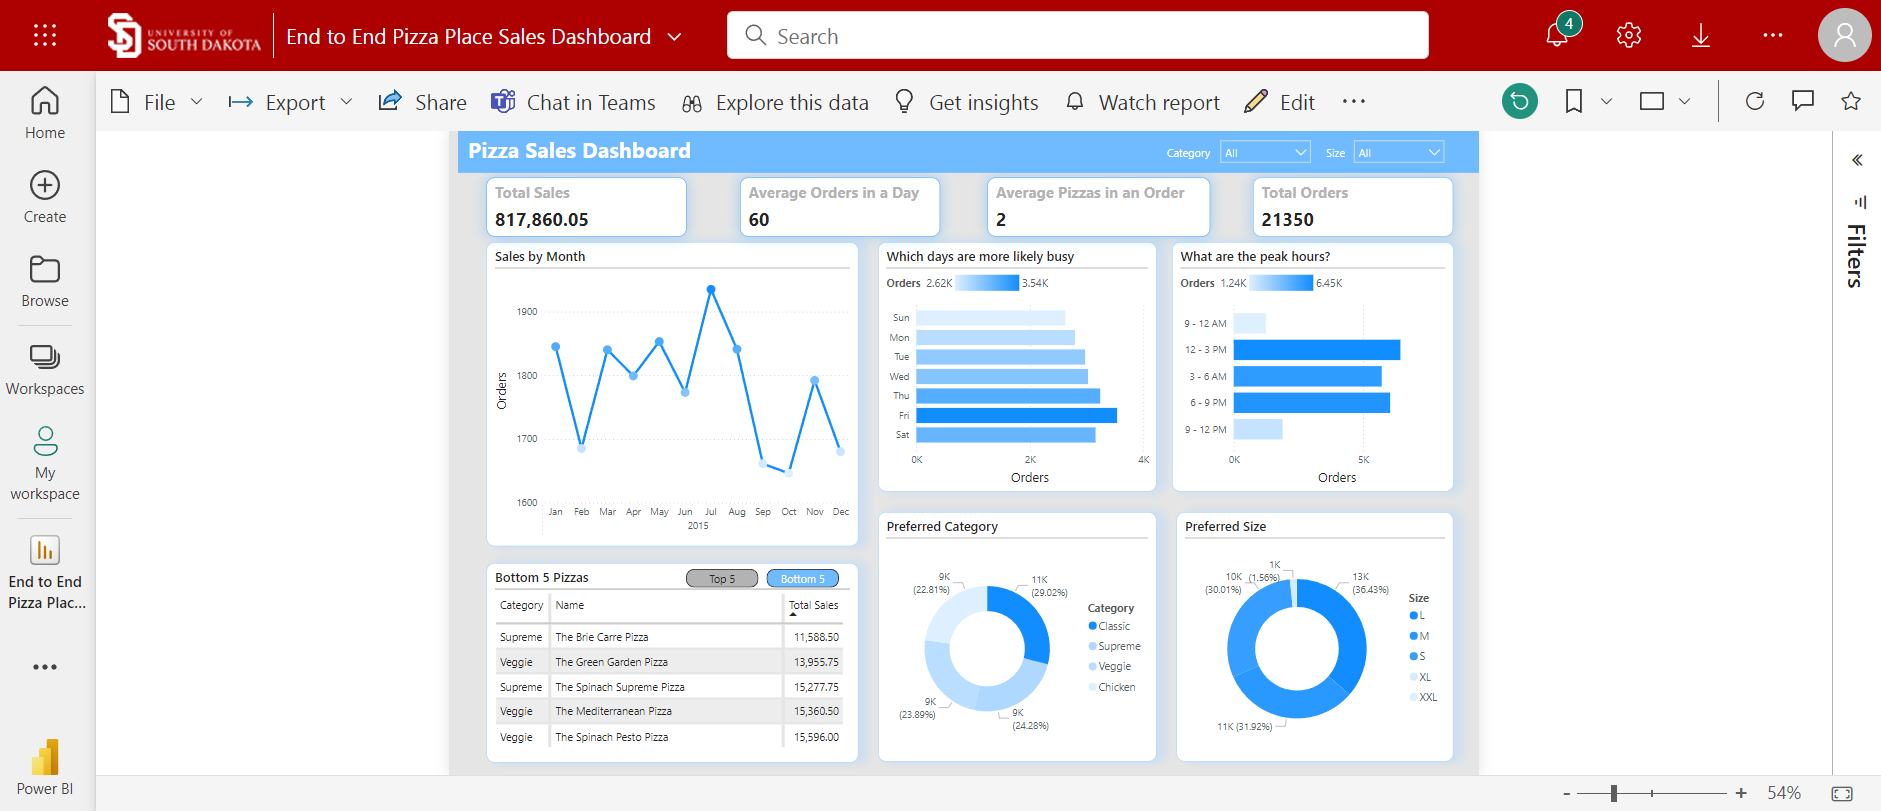 UNIVERSITY OF
SOUTH DAKOTA
End to End Pizza Place Sales Dashboard
Search
4
File
Export
Share
Chat in Teams
Explore this data
Get insights
Watch report
Edit
Home
Create
Browse
Workspaces
My
workspace
End to End
Pizza Plac...
Power BI
Pizza Sales Dashboard
Category
All
Size
All
Total Sales
817,860.05
Average Orders in a Day
60
Average Pizzas in an Order
2
Total Orders
21350
Sales by Month
Orders
1900
1800
1700
1600
Jan Feb Mar Apr May Jun Jul Aug Sep Oct Nov Dec
2015
Which days are more likely busy
Orders 2.62K 3.54K
Sun
Mon
Tue
Wed
Thu
Fri
Sat
0K 2K 4K
Orders
What are the peak hours?
Orders 1.24K 6.45K
9 - 12 AM
12 - 3 PM
3 - 6 AM
6 - 9 PM
9 - 12 PM
0K 5K
Orders
Bottom 5 Pizzas
Top 5
Bottom 5
Category Name Total Sales
Supreme The Brie Carre Pizza 11,588.50
Veggie The Green Garden Pizza 13,955.75
Supreme The Spinach Supreme Pizza 15,277.75
Veggie The Mediterranean Pizza 15,360.50
Veggie The Spinach Pesto Pizza 15,596.00
Preferred Category
9K
(22.81%)
11K
(29.02%)
9K
(23.89%)
9K
(24.28%)
Category
Classic
Supreme
Veggie
Chicken
Preferred Size
1K
(1.56%)
10K
(30.01%)
13K
(36.43%)
11K (31.92%)
Size
L
M
S
XL
XXL
Filters
- + 54%